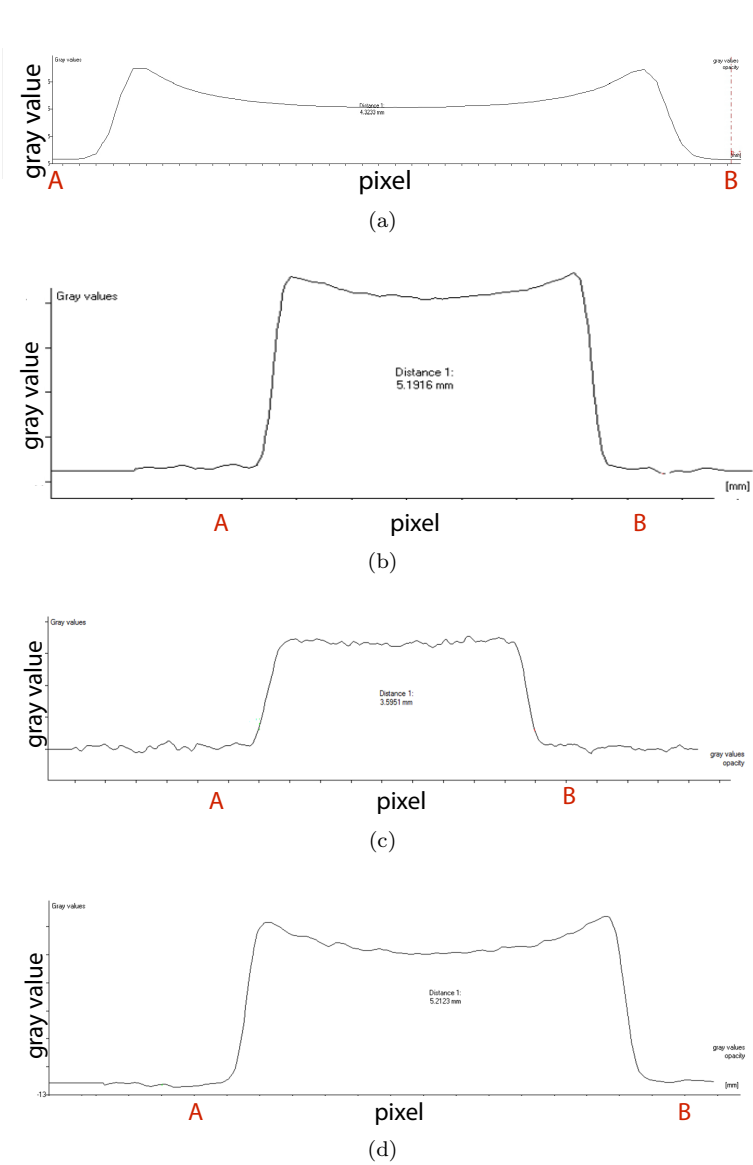 Gray values
gray values
opacity
gray value
Distance 1:
4.3233 mm
[mm]
A
pixel
B
(a)
Gray values
gray value
Distance 1:
5.1916 mm
[mm]
A
pixel
B
(b)
Gray values
gray value
Distance 1:
3.5951 mm
gray values
opacity
A
pixel
B
(c)
Gray values
gray value
Distance 1:
5.2123 mm
gray values
opacity
[mm]
-13
A
pixel
B
(d)